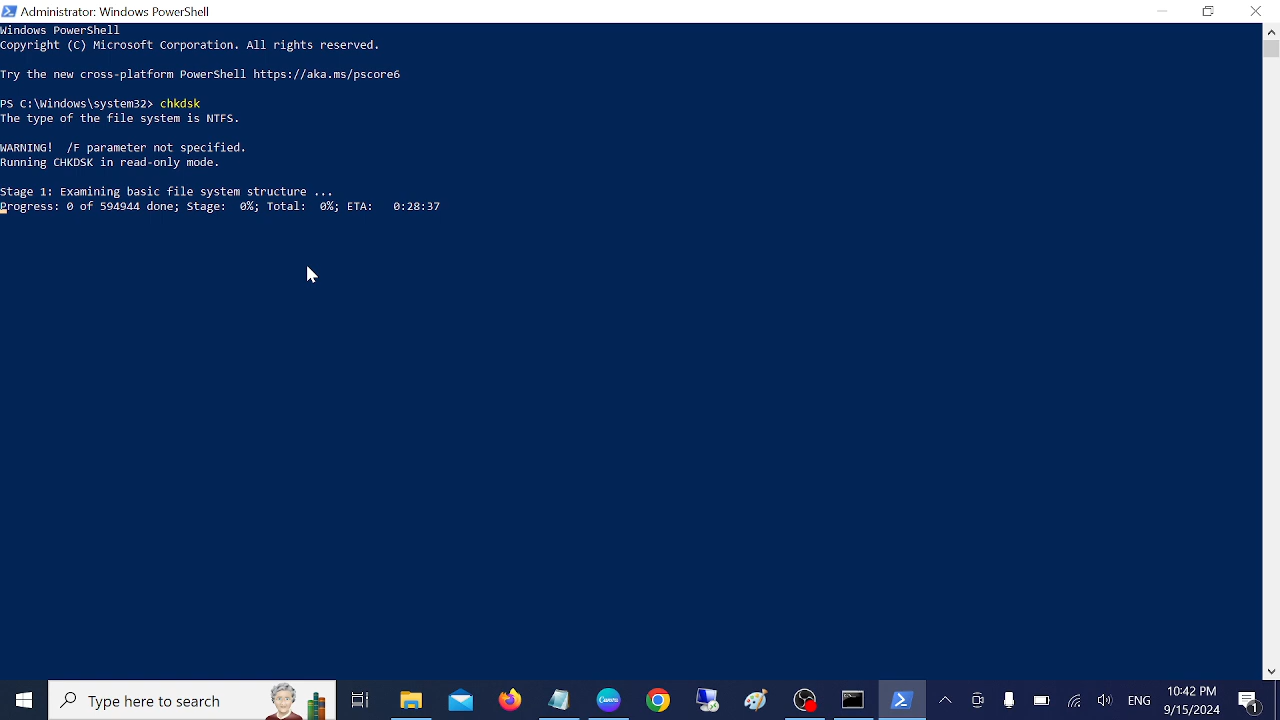 Administrator: Windows PowerShell
Windows PowerShell
Copyright (C) Microsoft Corporation. All rights reserved.
Try the new cross-platform PowerShell https://aka.ms/pscore6
PS C:\Windows\system32> chkdsk
The type of the file system is NTFS.
WARNING!  /F parameter not specified.
Running CHKDSK in read-only mode.
Stage 1: Examining basic file system structure ...
Progress: 0 of 594944 done; Stage:  0%; Total:  0%; ETA:   0:28:37
Type here to search
Canva
ENG
10:42 PM
9/15/2024
1